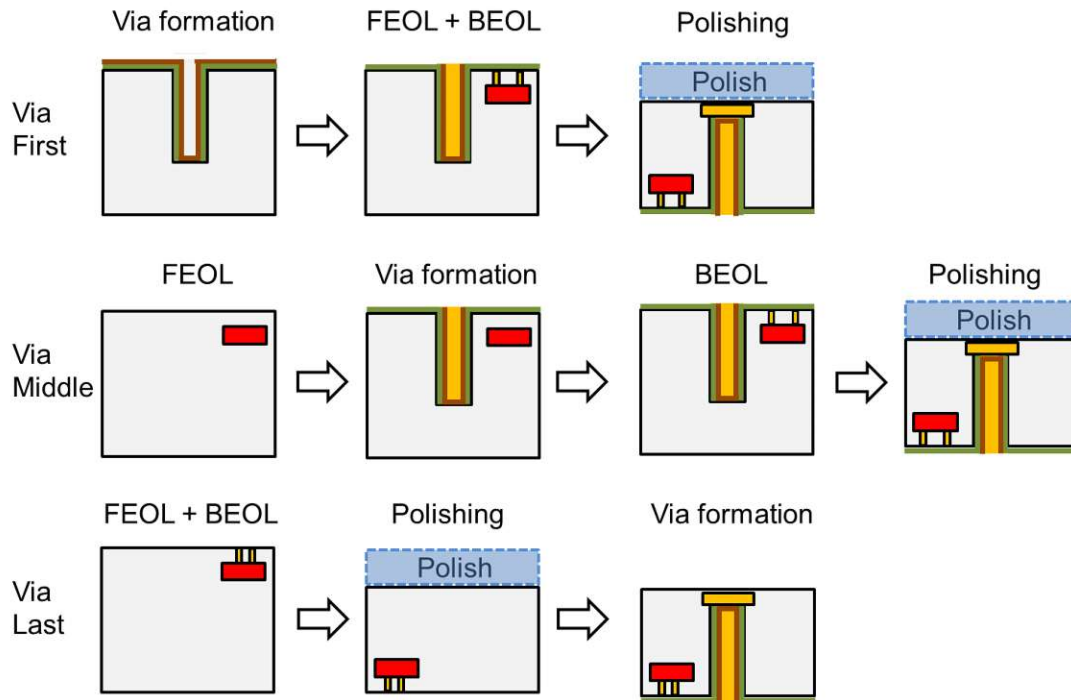 Via formation
FEOL + BEOL
Polishing
Via
First
Polish
FEOL
Via formation
BEOL
Polishing
Via
Middle
Polish
FEOL + BEOL
Polishing
Via formation
Via
Last
Polish